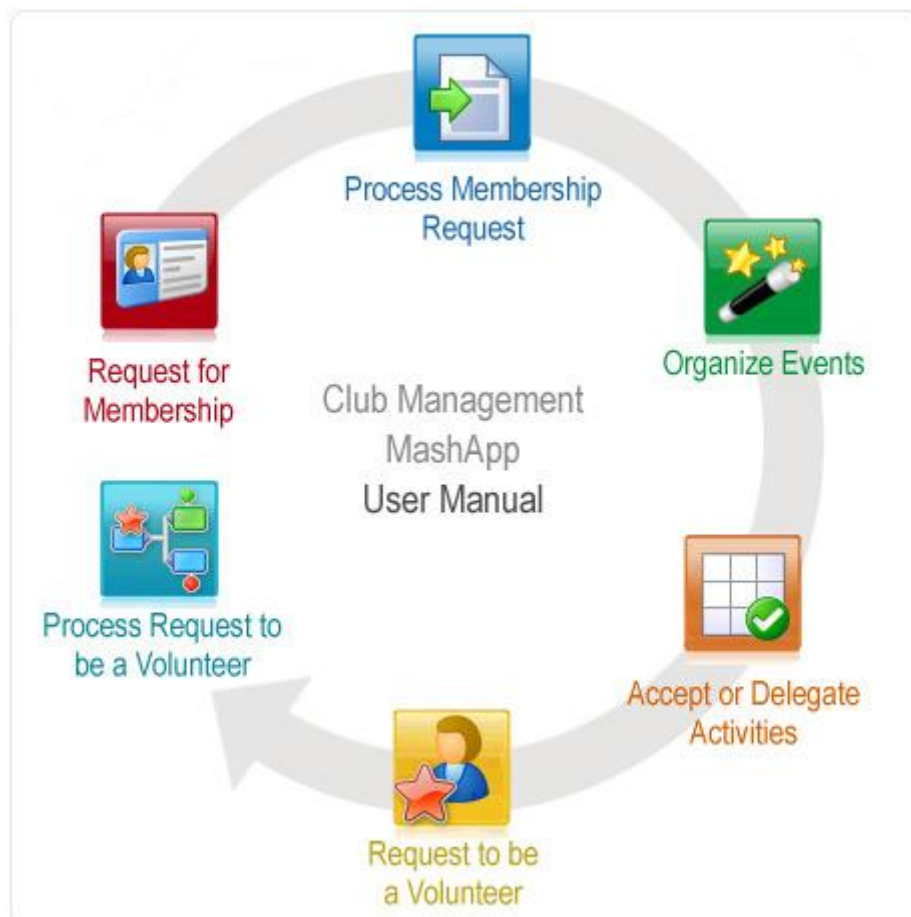 Process Membership
Request
Organize Events
Request for
Membership
Club Management
MashApp
User Manual
Process Request to
be a Volunteer
Accept or Delegate
Activities
Request to be
a Volunteer